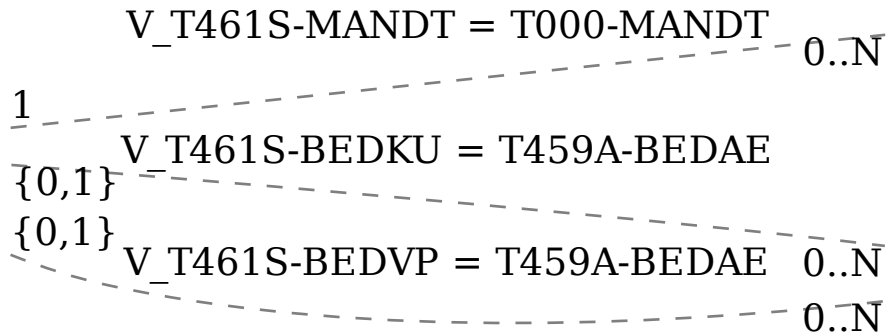 V_T461S-MANDT = T000-MANDT
0..N
1
V_T461S-BEDKU = T459A-BEDAE
{0,1}
{0,1}
V_T461S-BEDVP = T459A-BEDAE 0..N
0..N